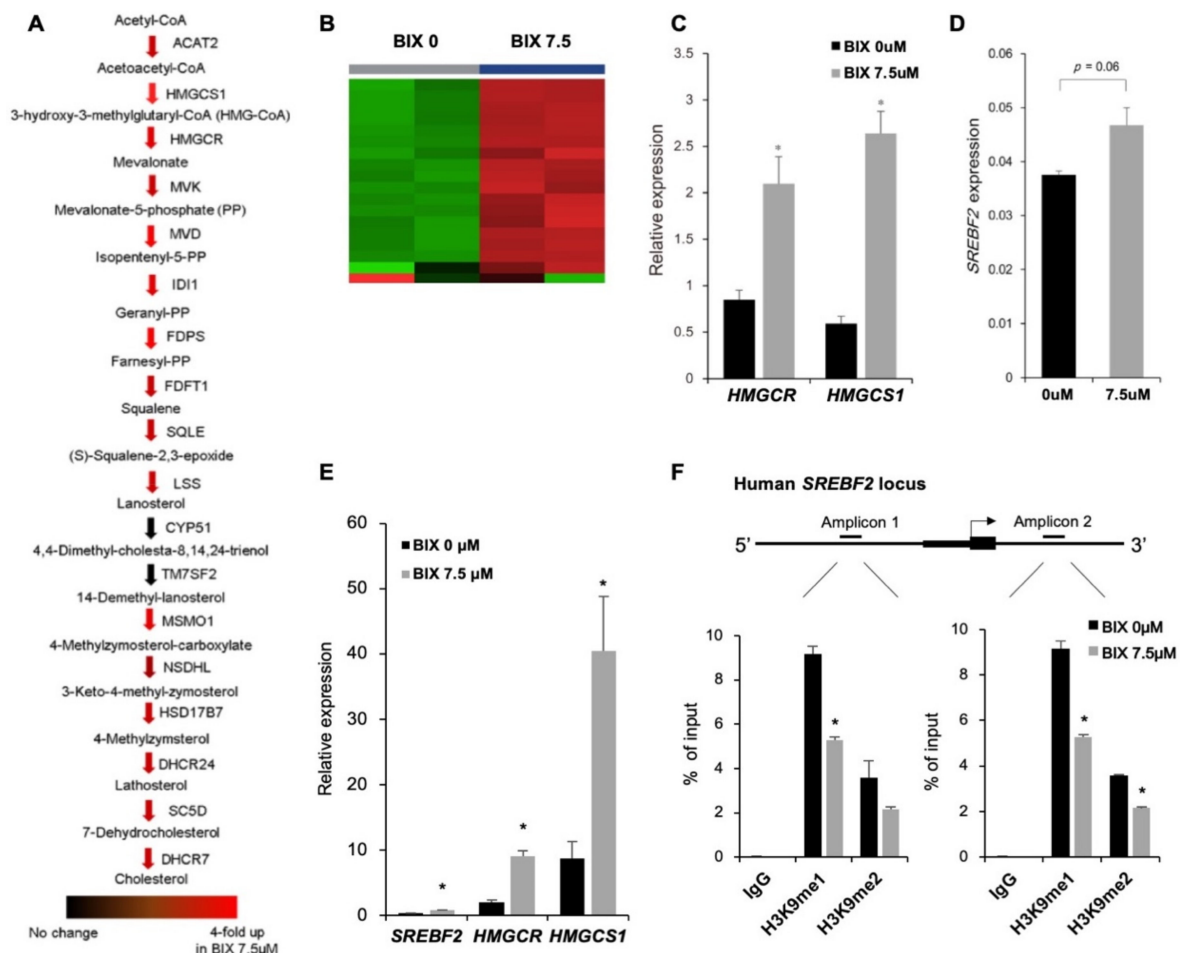 A
Acetyl-CoA
ACAT2
Acetoacetyl-CoA
HMGCS1
3-hydroxy-3-methylglutaryl-CoA (HMG-CoA)
HMGCR
Mevalonate
MVK
Mevalonate-5-phosphate (PP)
MVD
Isopentenyl-5-PP
IDI1
Geranyl-PP
FDPS
Farnesyl-PP
FDFT1
Squalene
SQLE
(S)-Squalene-2,3-epoxide
LSS
Lanosterol
CYP51
4,4-Dimethyl-cholesta-8,14,24-trienol
TM7SF2
14-Demethyl-lanosterol
MSMO1
4-Methylzymosterol-carboxylate
NSDHL
3-Keto-4-methyl-zymosterol
HSD17B7
4-Methylzymsterol
DHCR24
Lathosterol
SC5D
7-Dehydrocholesterol
DHCR7
Cholesterol
No change
4-fold up
in BIX 7.5µM
B
BIX 0 BIX 7.5
C
Relative expression
3.5
3
2.5
2
1.5
1
0.5
0
BIX 0uM
BIX 7.5uM
*
*
HMGCR HMGCS1
D
SREBF2 expression
0.06
0.05
0.04
0.03
0.02
0.01
0
p = 0.06
0uM 7.5uM
E
Relative expression
60
50
40
30
20
10
0
BIX 0 µM
BIX 7.5 µM
*
*
*
SREBF2 HMGCR HMGCS1
F
Human SREBF2 locus
Amplicon 1 Amplicon 2
5’ 3’
% of input
10
8
6
4
2
0
*
IgG
H3K9me1
H3K9me2
% of input
10
8
6
4
2
0
BIX 0µM
BIX 7.5µM
*
*
IgG
H3K9me1
H3K9me2